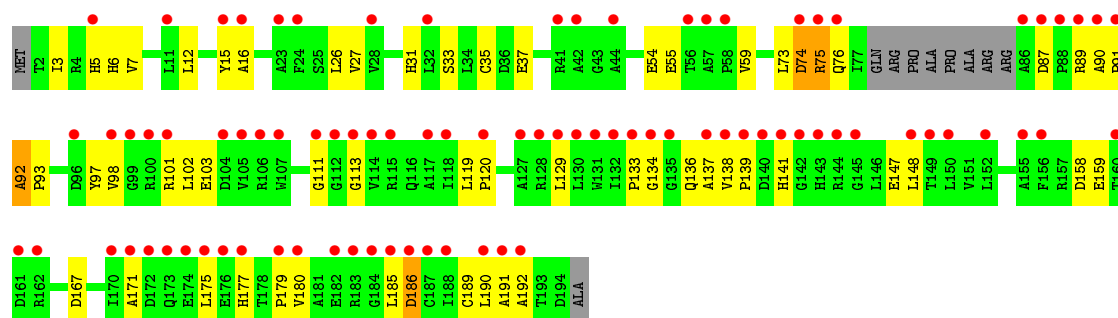 MET T2 I3 R4 H5 H6 V7 L11 L12 Y15 A16 A23 F24 S25 L26 V27 V28 H31 L32 S33 L34 C35 D36 E37 R41 A42 G43 A44 E54 E55 T56 A57 P58 V59 L73 D74 R75 Q76 I77 GLN ARG PRO ALA PRO ALA ARG ARG A86 D87 P88 R89 A90 P91
A92 P93 D96 Y97 V98 G99 R100 R101 L102 E103 D104 V105 R106 W107 G111 G112 G113 V114 R115 Q116 A117 I118 L119 P120 A127 R128 L129 L130 W131 I132 P133 G134 G135 Q136 A137 V138 P139 D140 H141 G142 H143 R144 G145 L146 E147 L148 T149 L150 V151 L152 A155 F156 R157 D158 E159 T160
D161 R162 D167 I170 A171 D172 Q173 E174 L175 E176 H177 T178 P179 V180 A181 E182 R183 G184 L185 D186 C187 I188 C189 L190 A191 A192 T193 D194 ALA